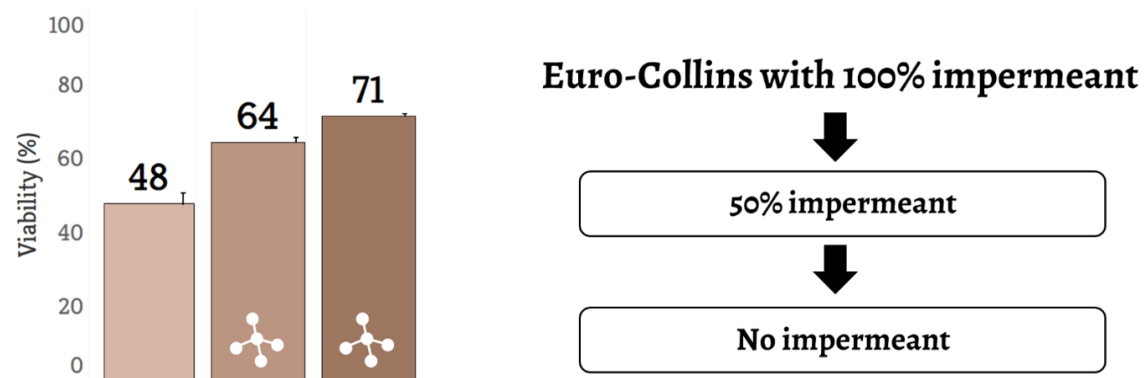 100
80
60
40
20
0
Viability (%)
48
64
71
Euro-Collins with 100% impermeant
50% impermeant
No impermeant